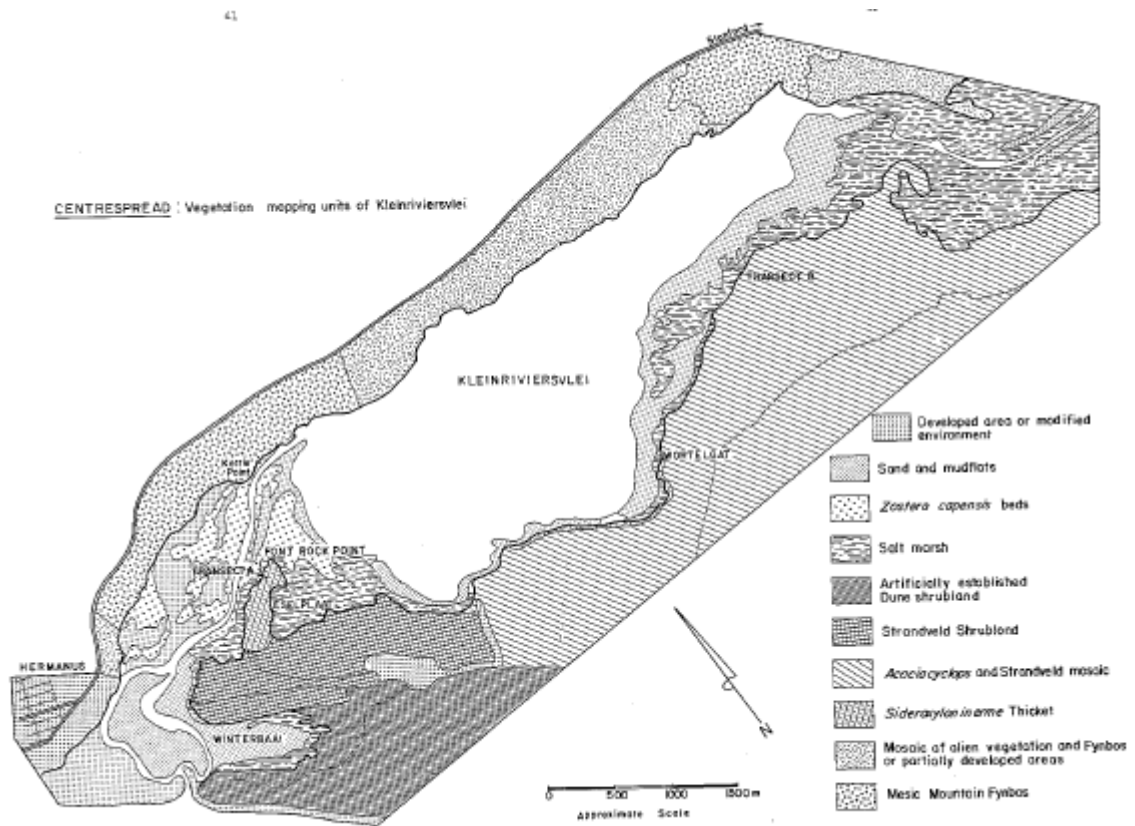 41
Stanford
CENTRESPREAD : Vegetation mapping units of Kleinriviersvlei
TRANSECT B
KLEINRIVIERSVLEI
Developed area or modified
environment
Kettle
Point
WORTELGAT
Sand and mudflats
Zostera capensis beds
PONT ROCK POINT
TRANSECT A
Salt marsh
Artificially established
Dune shrubland
Strandveld Shrubland
HERMANUS
Acacia cyclops and Strandveld mosaic
Sideroxylon inerme Thicket
WINTERBAAI
N
Mosaic of alien vegetation and Fynbos
or partially developed areas
0 500 1000 1500m
Mesic Mountain Fynbos
Approximate Scale